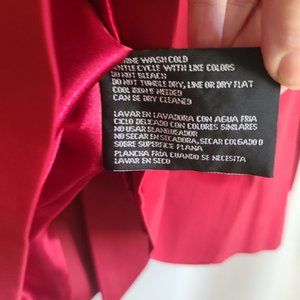 WASH COLD
CYCLE WITH LIKE COLORS
DO NOT BLEACH
DO NOT TUMBLE DRY, LINE OR DRY FLAT
COOL IRON IF NEEDED
CAN BE DRY CLEANED
LAVAR EN LAVADORA CON AGUA FRIA
CICLO DELICADO CON COLORES SIMILARES
NO USAR BLANQUEADOR
NO SECAR EN SECADORA, SECAR COLGADO O
SOBRE SUPERFICIE PLANA
PLANCHA FRIA CUANDO SE NECESITA
LAVAR EN SECO